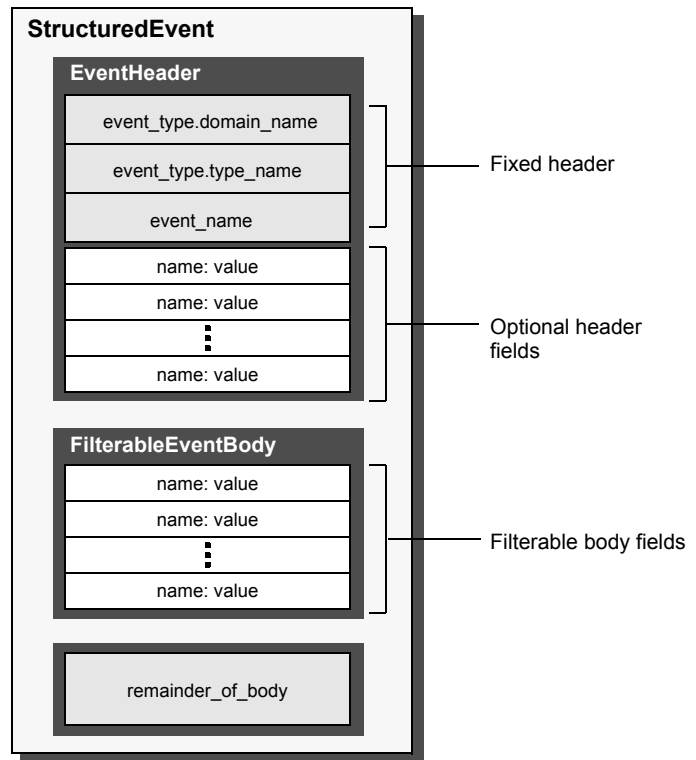 StructuredEvent
EventHeader
event_type.domain_name
event_type.type_name
event_name
Fixed header
name: value
name: value
name: value
Optional header
fields
FilterableEventBody
name: value
name: value
name: value
Filterable body fields
remainder_of_body